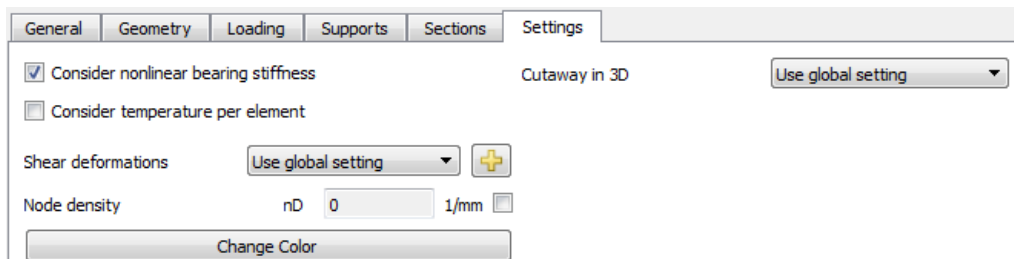 General Geometry Loading Supports Sections Settings
Consider nonlinear bearing stiffness
Cutaway in 3D Use global setting
Consider temperature per element
Shear deformations Use global setting
Node density nD 0 1/mm
Change Color